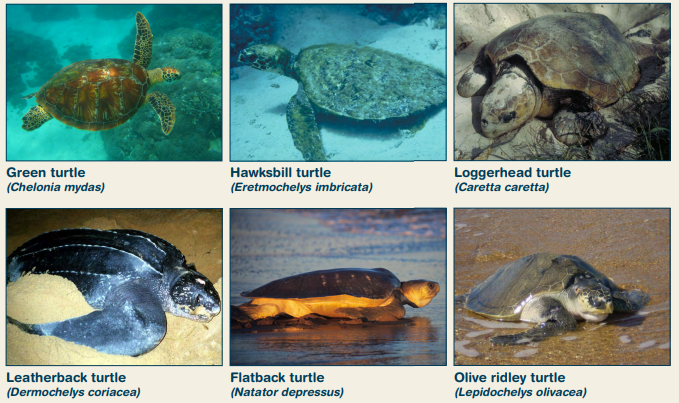 Green turtle
(Chelonia mydas)
Hawksbill turtle
(Eretmochelys imbricata)
Loggerhead turtle
(Caretta caretta)
Leatherback turtle
(Dermochelys coriacea)
Flatback turtle
(Natator depressus)
Olive ridley turtle
(Lepidochelys olivacea)